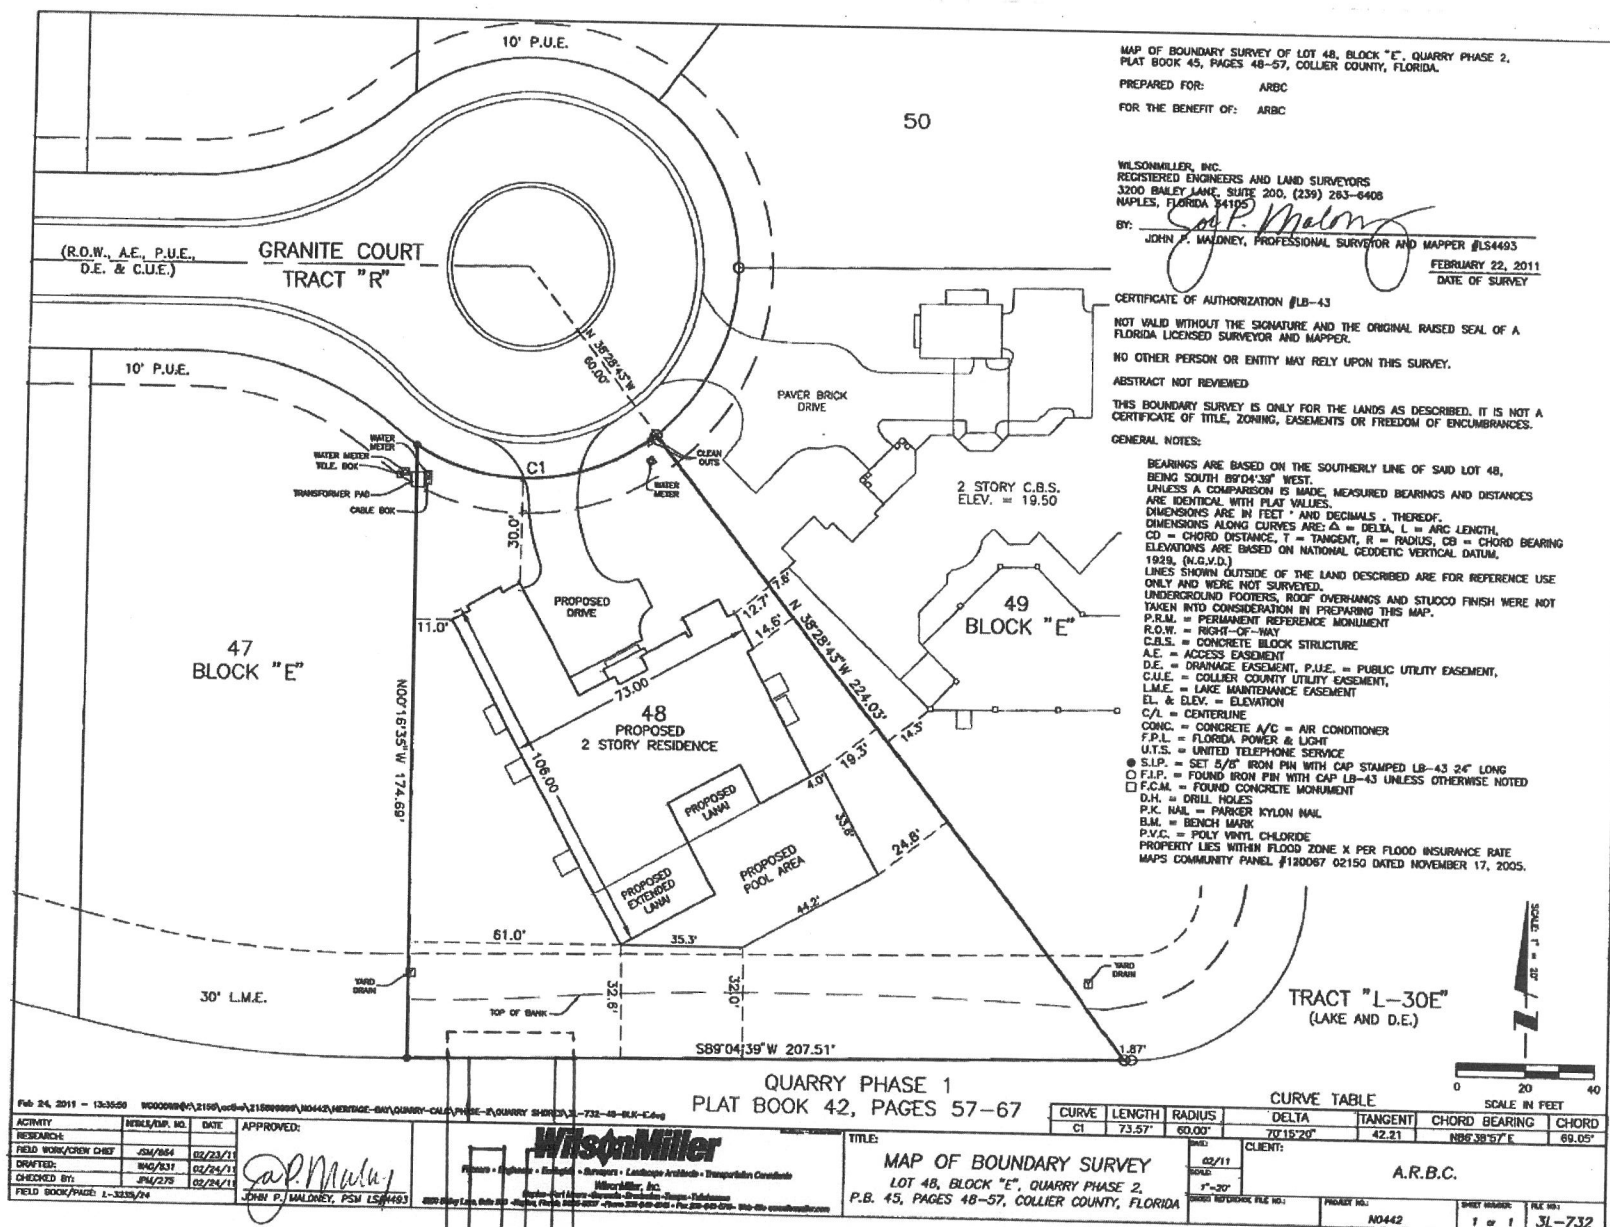 10' P.U.E.
50
(R.O.W., A.E., P.U.E.,
D.E. & C.U.E.)
GRANITE COURT
TRACT "R"
N 38°28'43" W
60.00'
10' P.U.E.
WATER
METER
WATER METER
TELE. BOX
TRANSFORMER PAD
CABLE BOX
C1
CLEAN
OUTS
WATER
METER
PAVER BRICK
DRIVE
2 STORY C.B.S.
ELEV. = 19.50
30.0'
PROPOSED
DRIVE
11.0'
47
BLOCK "E"
N00°16'35"W 174.69'
12.7'
7.6'
14.6'
N 38°28'43" W 224.03'
49
BLOCK "E"
73.00
48
PROPOSED
2 STORY RESIDENCE
106.00
14.3'
19.3'
4.0'
PROPOSED
LANAI
33.8'
24.8'
PROPOSED
POOL AREA
PROPOSED
EXTENDED
LANAI
44.2'
61.0'
35.3'
YARD
DRAIN
30' L.M.E.
TOP OF BANK
32.6'
32.0'
YARD
DRAIN
TRACT "L-30E"
(LAKE AND D.E.)
S89°04'39" W 207.51'
1.87'
QUARRY PHASE 1
PLAT BOOK 42, PAGES 57-67
MAP OF BOUNDARY SURVEY OF LOT 48, BLOCK "E", QUARRY PHASE 2,
PLAT BOOK 45, PAGES 48-57, COLLIER COUNTY, FLORIDA.
PREPARED FOR: ARBC
FOR THE BENEFIT OF: ARBC
WILSONMILLER, INC.
REGISTERED ENGINEERS AND LAND SURVEYORS
3200 BAILEY LANE, SUITE 200, (239) 263-6408
NAPLES, FLORIDA 34105
BY:
JOHN P. MALONEY, PROFESSIONAL SURVEYOR AND MAPPER #LS4493
FEBRUARY 22, 2011
DATE OF SURVEY
CERTIFICATE OF AUTHORIZATION #LB-43
NOT VALID WITHOUT THE SIGNATURE AND THE ORIGINAL RAISED SEAL OF A
FLORIDA LICENSED SURVEYOR AND MAPPER.
NO OTHER PERSON OR ENTITY MAY RELY UPON THIS SURVEY.
ABSTRACT NOT REVIEWED
THIS BOUNDARY SURVEY IS ONLY FOR THE LANDS AS DESCRIBED. IT IS NOT A
CERTIFICATE OF TITLE, ZONING, EASEMENTS OR FREEDOM OF ENCUMBRANCES.
GENERAL NOTES:
BEARINGS ARE BASED ON THE SOUTHERLY LINE OF SAID LOT 48,
BEING SOUTH 89°04'39" WEST.
UNLESS A COMPARISON IS MADE, MEASURED BEARINGS AND DISTANCES
ARE IDENTICAL WITH PLAT VALUES.
DIMENSIONS ARE IN FEET ' AND DECIMALS . THEREOF.
DIMENSIONS ALONG CURVES ARE: Δ = DELTA, L = ARC LENGTH,
CD = CHORD DISTANCE, T = TANGENT, R = RADIUS, CB = CHORD BEARING
ELEVATIONS ARE BASED ON NATIONAL GEODETIC VERTICAL DATUM,
1929, (N.G.V.D.)
LINES SHOWN OUTSIDE OF THE LAND DESCRIBED ARE FOR REFERENCE USE
ONLY AND WERE NOT SURVEYED.
UNDERGROUND FOOTERS, ROOF OVERHANGS AND STUCCO FINISH WERE NOT
TAKEN INTO CONSIDERATION IN PREPARING THIS MAP.
P.R.M. = PERMANENT REFERENCE MONUMENT
R.O.W. = RIGHT-OF-WAY
C.B.S. = CONCRETE BLOCK STRUCTURE
A.E. = ACCESS EASEMENT
D.E. = DRAINAGE EASEMENT, P.U.E. = PUBLIC UTILITY EASEMENT,
C.U.E. = COLLIER COUNTY UTILITY EASEMENT,
L.M.E. = LAKE MAINTENANCE EASEMENT
EL. & ELEV. = ELEVATION
C/L = CENTERLINE
CONC. = CONCRETE A/C = AIR CONDITIONER
F.P.L. = FLORIDA POWER & LIGHT
U.T.S. = UNITED TELEPHONE SERVICE
S.I.P. = SET 5/8" IRON PIN WITH CAP STAMPED LB-43 24" LONG
F.I.P. = FOUND IRON PIN WITH CAP LB-43 UNLESS OTHERWISE NOTED
F.C.M. = FOUND CONCRETE MONUMENT
D.H. = DRILL HOLES
P.K. NAIL = PARKER KYLON NAIL
B.M. = BENCH MARK
P.V.C. = POLY VINYL CHLORIDE
PROPERTY LIES WITHIN FLOOD ZONE X PER FLOOD INSURANCE RATE
MAPS COMMUNITY PANEL #120067 0215G DATED NOVEMBER 17, 2005.
SCALE: 1" = 20'
N
0 20 40
SCALE IN FEET
CURVE TABLE
CURVE LENGTH RADIUS DELTA TANGENT CHORD BEARING CHORD
C1 73.57' 60.00' 70°15'20" 42.21 N86°38'57"E 69.05'
Feb 24, 2011 - 13:35:56
ACTIVITY DATE
RESEARCH:
FIELD WORK/CREW CHIEF JSM/864 02/23/11
DRAFTED: WAG/831 02/24/11
CHECKED BY: JPM/275 02/24/11
FIELD BOOK/PAGE: L-3235/24
APPROVED:
JOHN P. MALONEY, PSM LS#4493
WilsonMiller
Planners • Engineers • Ecologists • Surveyors • Landscape Architects • Transportation Consultants
WilsonMiller, Inc.
TITLE:
MAP OF BOUNDARY SURVEY
LOT 48, BLOCK "E", QUARRY PHASE 2,
P.B. 45, PAGES 48-57, COLLIER COUNTY, FLORIDA
02/11
1"=20'
CLIENT:
A.R.B.C.
PROJECT NO.:
N0442
SHEET NUMBER:
1 of 1
FILE NO.:
3L-732